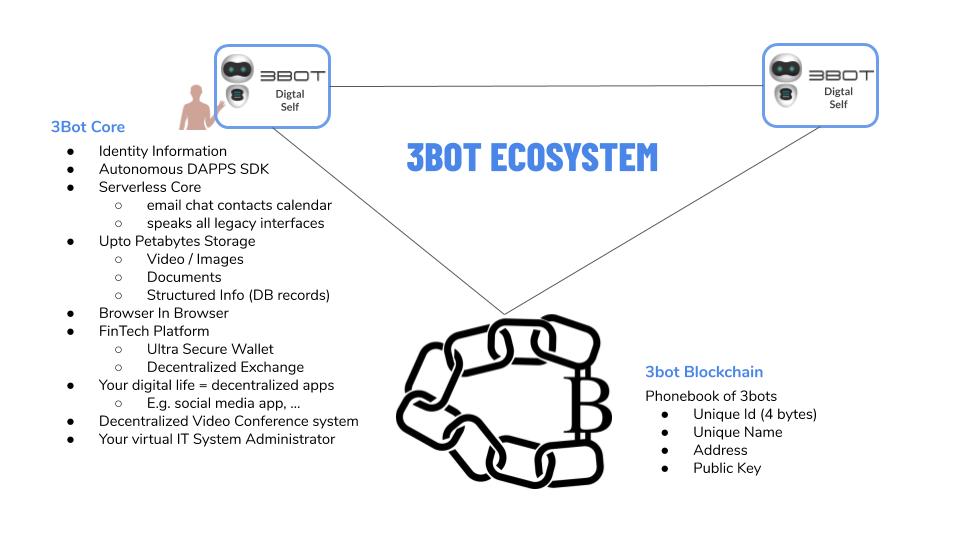 3BOT
Digtal
Self
3BOT
Digtal
Self
3BOT ECOSYSTEM
3Bot Core
● Identity Information
● Autonomous DAPPS SDK
● Serverless Core
○ email chat contacts calendar
○ speaks all legacy interfaces
● Upto Petabytes Storage
○ Video / Images
○ Documents
○ Structured Info (DB records)
● Browser In Browser
● FinTech Platform
○ Ultra Secure Wallet
○ Decentralized Exchange
● Your digital life = decentralized apps
○ E.g. social media app, ...
● Decentralized Video Conference system
● Your virtual IT System Administrator
B
3bot Blockchain
Phonebook of 3bots
● Unique Id (4 bytes)
● Unique Name
● Address
● Public Key